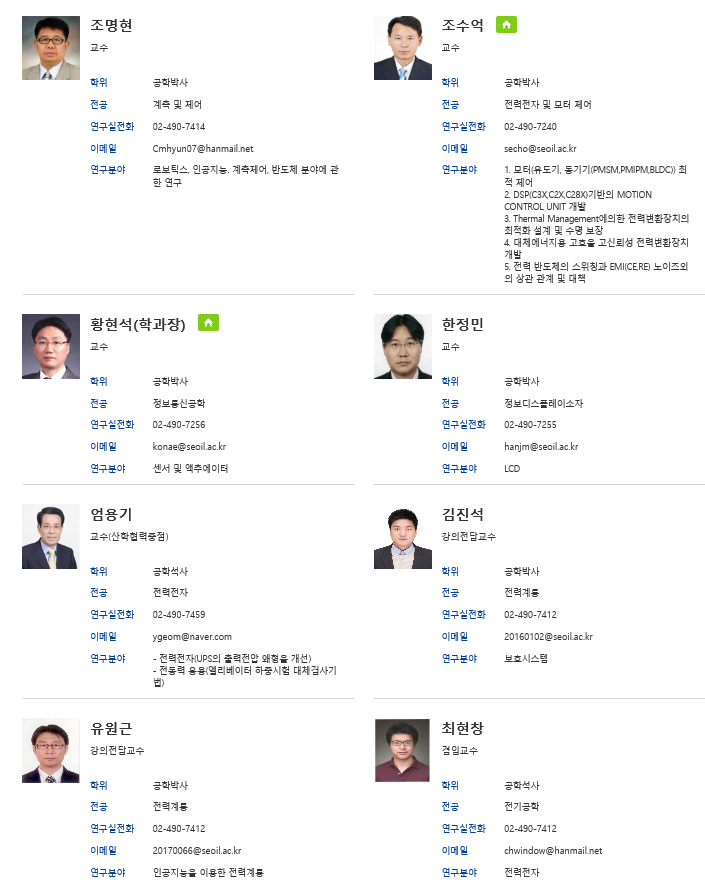 조명현
교수
학위 공학박사
전공 계측 및 제어
연구실전화 02-490-7414
이메일 Cmhyun07@hanmail.net
연구분야 로보틱스, 인공지능. 계측제어, 반도체 분야에 관
한 연구
조수억
교수
학위 공학박사
전공 전력전자 및 모터 제어
연구실전화 02-490-7240
이메일 secho@seoil.ac.kr
연구분야 1. 모터(유도기, 동기기(PMSM,PMIPM,BLDC)) 최
적 제어
2. DSP(C3X,C2X,C28X)기반의 MOTION
CONTROL UNIT 개발
3. Thermal Management에의한 전력변환장치의
최적화 설계 및 수명 보장
4. 대체에너지용 고효율 고신뢰성 전력변환장치
개발
5. 전력 반도체의 스위칭과 EMI(CE,RE) 노이즈외
의 상관 관계 및 대책
황현석(학과장)
교수
학위 공학박사
전공 정보통신공학
연구실전화 02-490-7256
이메일 konae@seoil.ac.kr
연구분야 센서 및 액추에이터
한정민
교수
학위 공학박사
전공 정보디스플레이소자
연구실전화 02-490-7255
이메일 hanjm@seoil.ac.kr
연구분야 LCD
엄용기
교수(산학협력중점)
학위 공학석사
전공 전력전자
연구실전화 02-490-7459
이메일 ygeom@naver.com
연구분야 - 전력전자(UPS의 출력전압 왜형율 개선)
- 전동력 응용(엘리베이터 하중시험 대체검사기
법)
김진석
강의전담교수
학위 공학박사
전공 전력계통
연구실전화 02-490-7412
이메일 20160102@seoil.ac.kr
연구분야 보호시스템
유원근
강의전담교수
학위 공학박사
전공 전력계통
연구실전화 02-490-7412
이메일 20170066@seoil.ac.kr
연구분야 인공지능을 이용한 전력계통
최현창
겸임교수
학위 공학석사
전공 전기공학
연구실전화 02-490-7412
이메일 chwindow@hanmail.net
연구분야 전력전자